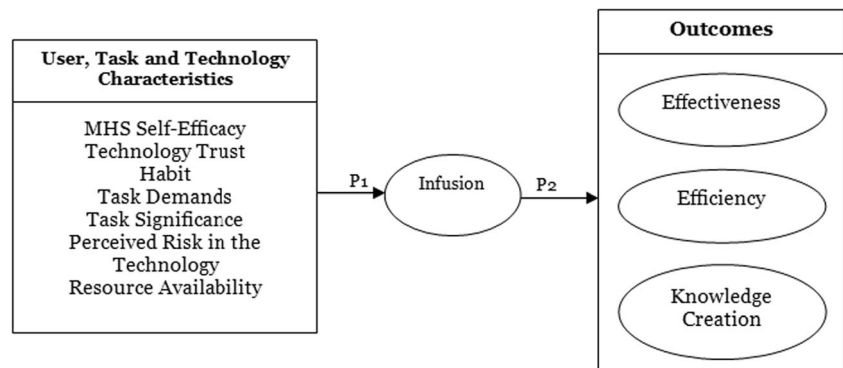 User, Task and Technology
Characteristics
MHS Self-Efficacy
Technology Trust
Habit
Task Demands
Task Significance
Perceived Risk in the
Technology
Resource Availability
P1
Infusion
P2
Outcomes
Effectiveness
Efficiency
Knowledge
Creation